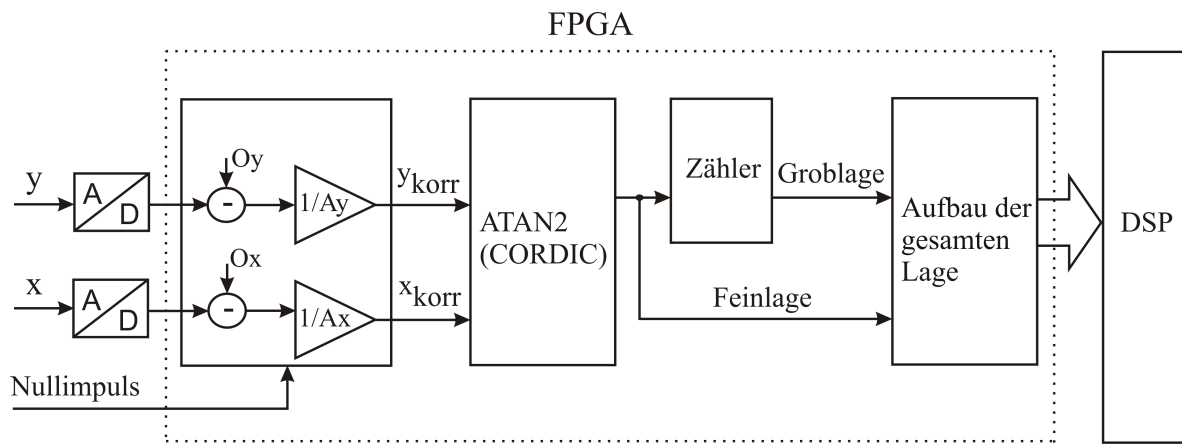 FPGA
y
A
D
Oy
-
1/Ay
ykorr
x
A
D
Ox
-
1/Ax
xkorr
Nullimpuls
ATAN2
(CORDIC)
Zähler
Groblage
Feinlage
Aufbau der
gesamten
Lage
DSP